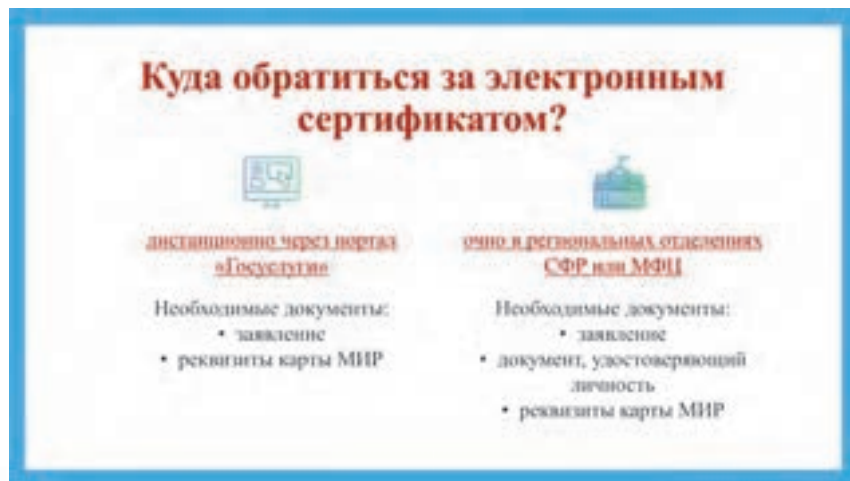 Куда обратиться за электронным
сертификатом?
дистанционно через портал
«Госуслуги»
Необходимые документы:
• заявление
• реквизиты карты МИР
очно в региональных отделениях
СФР или МФЦ
Необходимые документы:
• заявление
• документ, удостоверяющий
личность
• реквизиты карты МИР